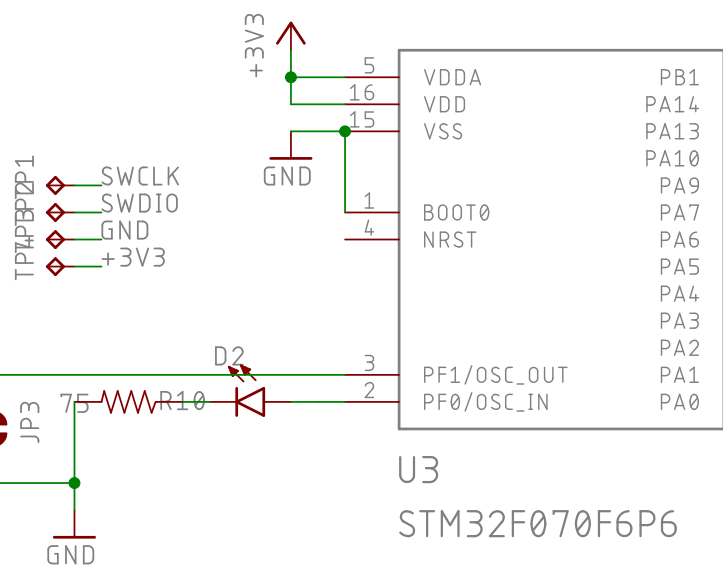 +3V3
5 VDDA PB1
16 VDD PA14
15 VSS PA13
PA10
GND
TP1 SWCLK PA9
SWDIO 1 BOOT0 PA7
GND 4 NRST PA6
TP4 +3V3 PA5
PA4
PA3
D2 PA2
3 PF1/OSC_OUT PA1
75 R10 2 PF0/OSC_IN PA0
JP3
U3
STM32F070F6P6
GND